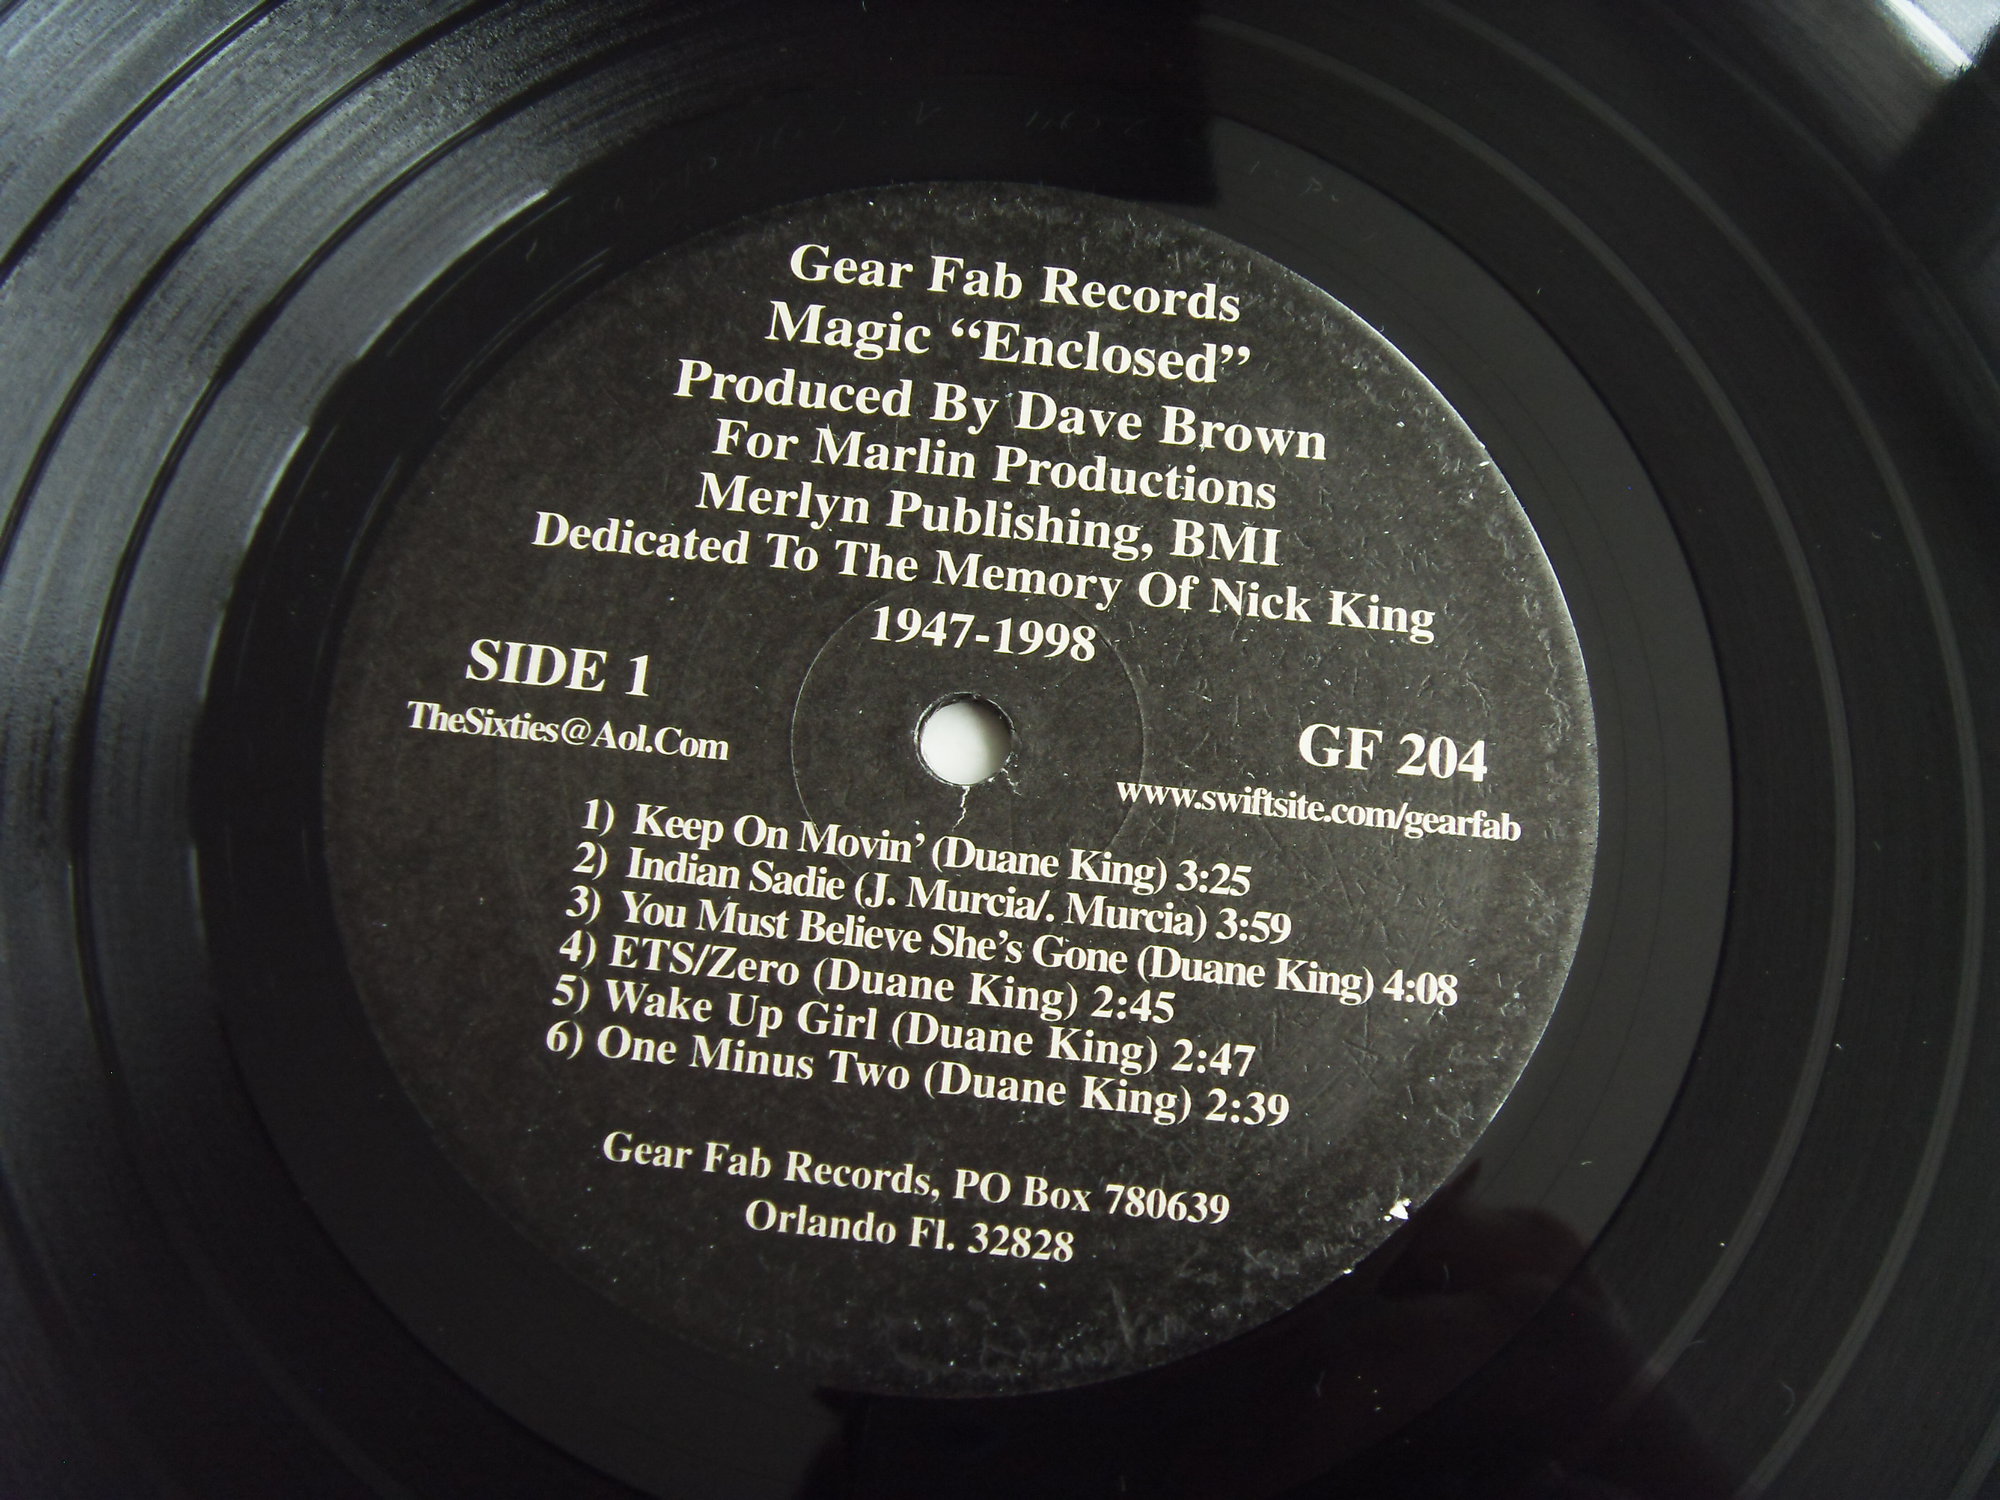 Gear Fab Records
Magic “Enclosed”
Produced By Dave Brown
For Marlin Productions
Merlyn Publishing, BMI
Dedicated To The Memory Of Nick King
1947-1998
SIDE 1
TheSixties@Aol.Com
GF 204
www.swiftsite.com/gearfab
1) Keep On Movin’ (Duane King) 3:25
2) Indian Sadie (J. Murcia/. Murcia) 3:59
3) You Must Believe She’s Gone (Duane King) 4:08
4) ETS/Zero (Duane King) 2:45
5) Wake Up Girl (Duane King) 2:47
6) One Minus Two (Duane King) 2:39
Gear Fab Records, PO Box 780639
Orlando Fl. 32828